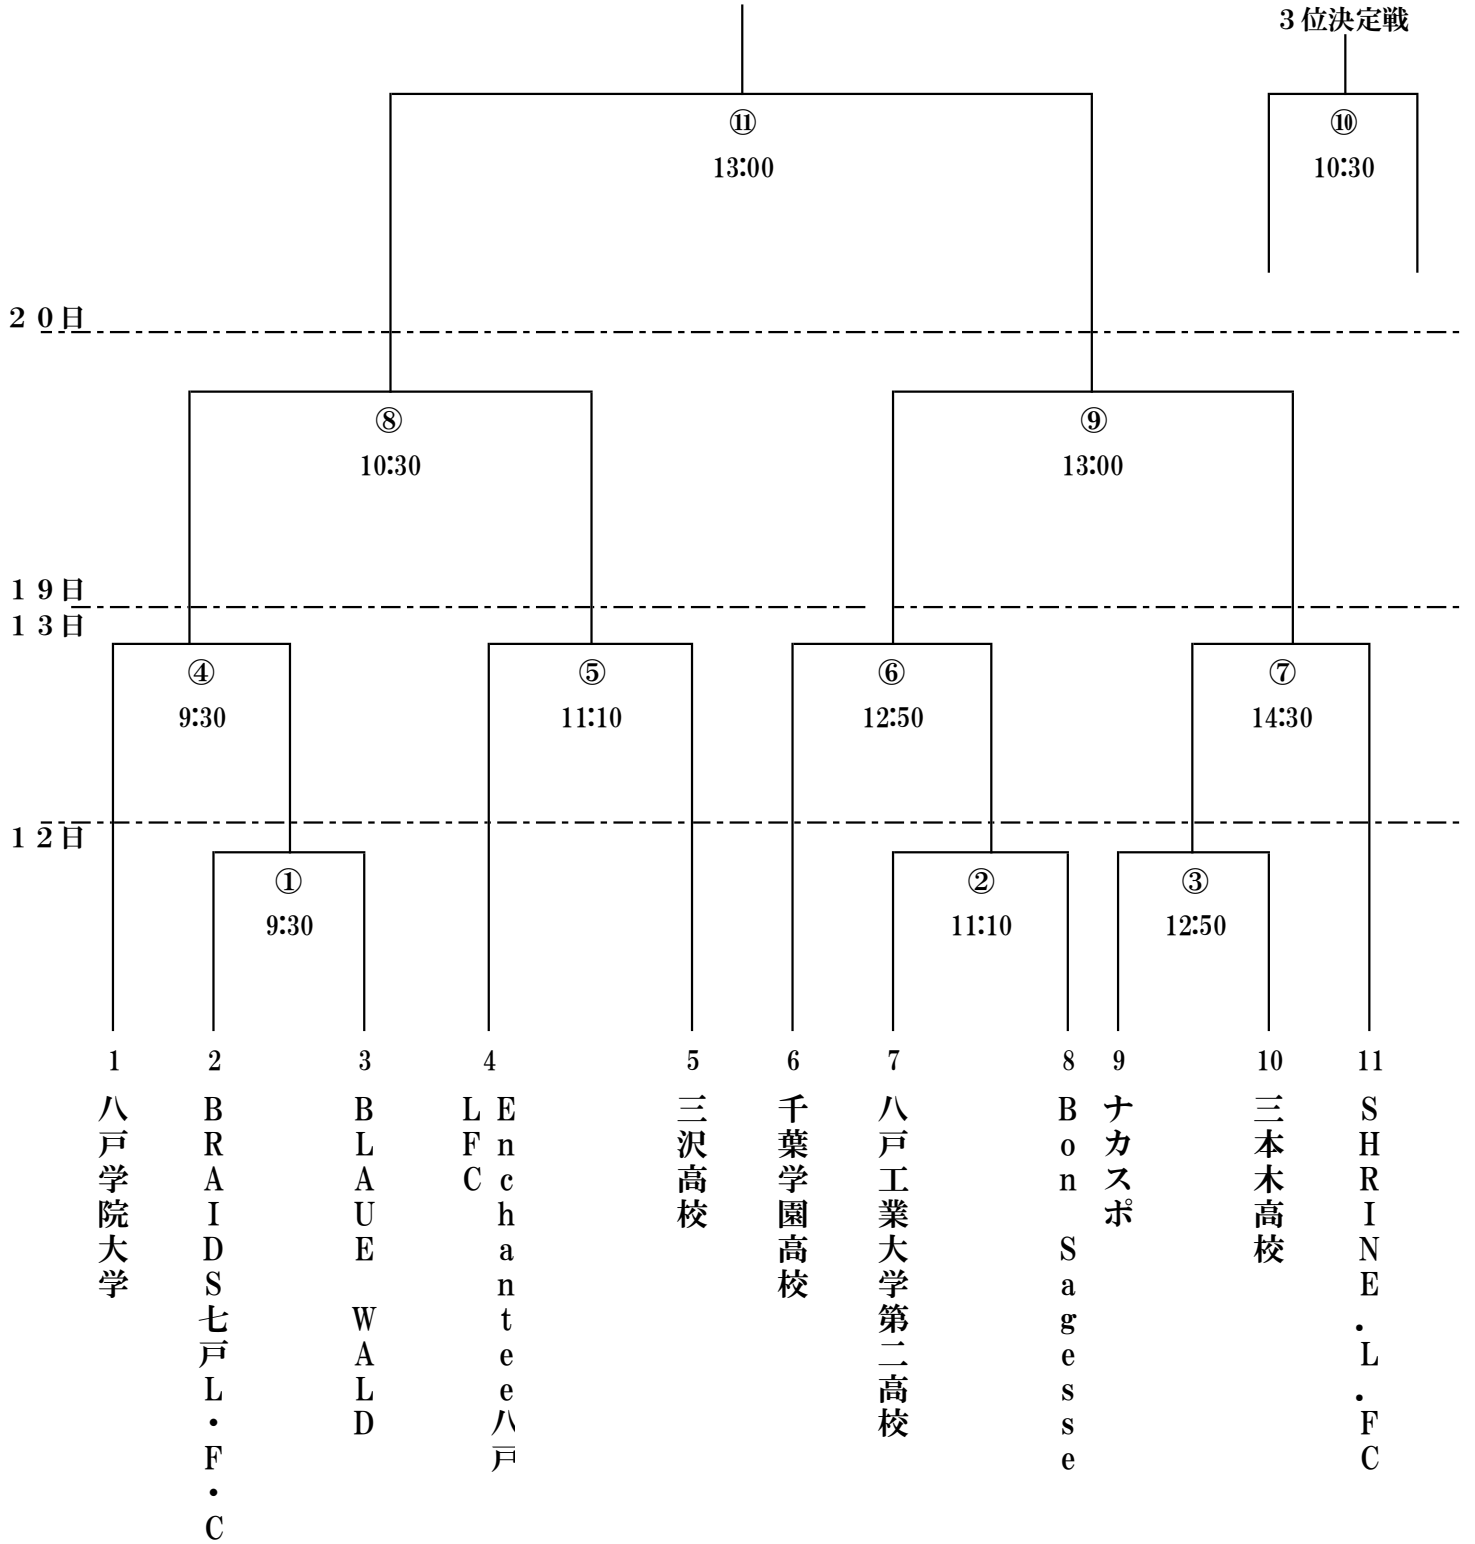 3位決定戦
⑪
⑩
13:00
10:30
20日
⑧
⑨
10:30
13:00
19日
13日
④
⑤
⑥
⑦
9:30
11:10
12:50
14:30
12日
①
②
③
9:30
11:10
12:50
1
2
3
4
5
6
7
8
9
10
11
八戸学院大学
BRAIDS七戸L・F・C
BLAUE WALD
Enchantee八戸
LFC
三沢高校
千葉学園高校
八戸工業大学第二高校
Bon Sagesse
ナカスポ
三本木高校
SHRINE.L.FC